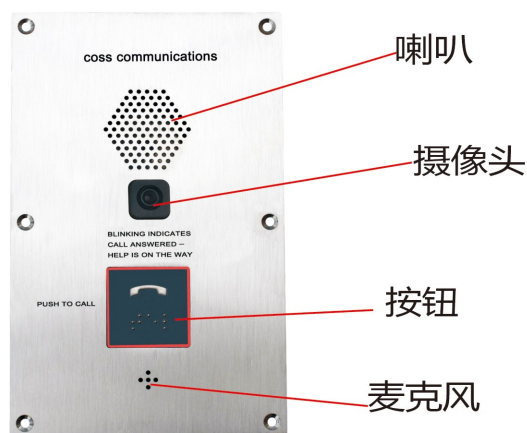 coss communications
喇叭
摄像头
BLINKING INDICATES
CALL ANSWERED –
HELP IS ON THE WAY
PUSH TO CALL
按钮
麦克风